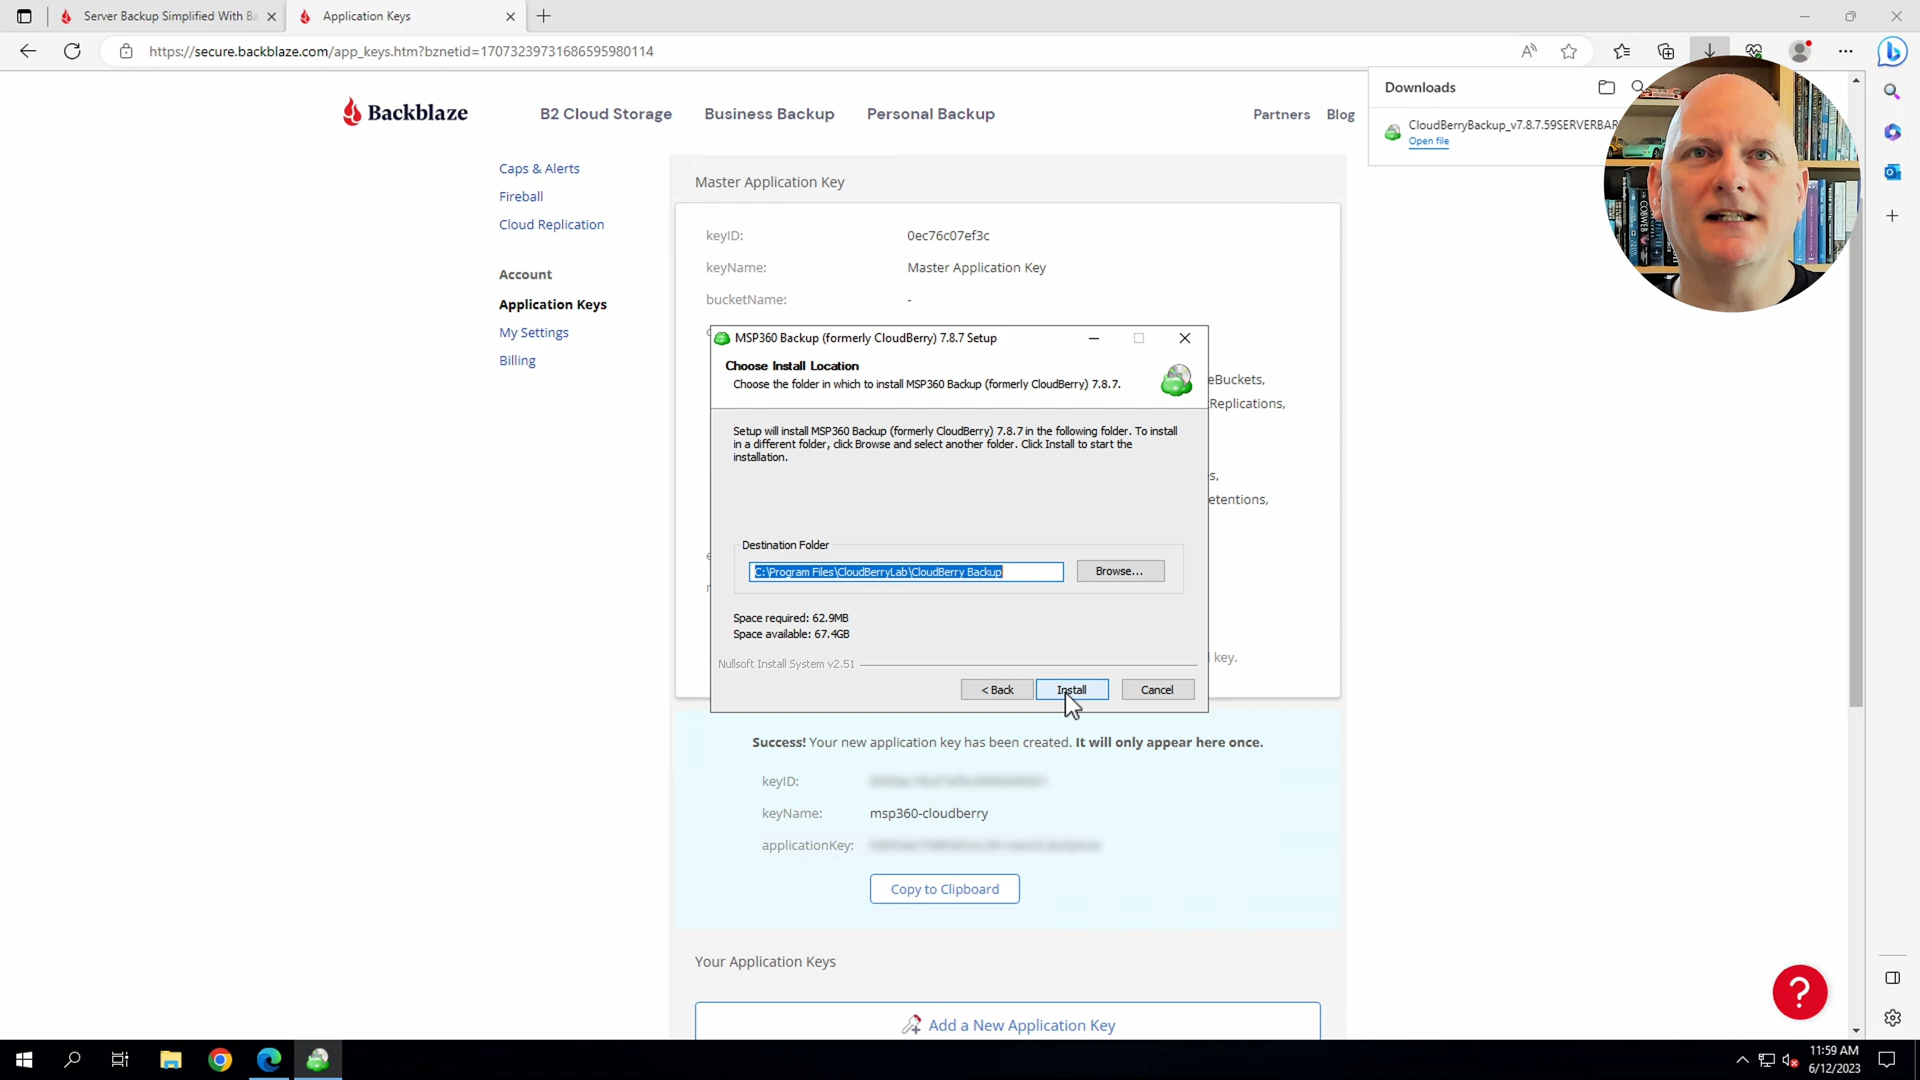 Server Backup Simplified With Ba
Application Keys
https://secure.backblaze.com/app_keys.htm?bznetid=17073239731686595980114
Backblaze
B2 Cloud Storage
Business Backup
Personal Backup
Partners
Blog
Downloads
CloudBerryBackup_v7.8.7.59SERVERBAR
Open file
Caps & Alerts
Fireball
Cloud Replication
Account
Application Keys
My Settings
Billing
Master Application Key
keyID: 0ec76c07ef3c
keyName: Master Application Key
bucketName: -
eBuckets,
Replications,
s,
etentions,
key.
MSP360 Backup (formerly CloudBerry) 7.8.7 Setup
Choose Install Location
Choose the folder in which to install MSP360 Backup (formerly CloudBerry) 7.8.7.
Setup will install MSP360 Backup (formerly CloudBerry) 7.8.7 in the following folder. To install
in a different folder, click Browse and select another folder. Click Install to start the
installation.
Destination Folder
C:\Program Files\CloudBerryLab\CloudBerry Backup
Browse...
Space required: 62.9MB
Space available: 67.4GB
Nullsoft Install System v2.51
< Back
Install
Cancel
Success! Your new application key has been created. It will only appear here once.
keyID:
keyName: msp360-cloudberry
applicationKey:
Copy to Clipboard
Your Application Keys
Add a New Application Key
?
11:59 AM
6/12/2023